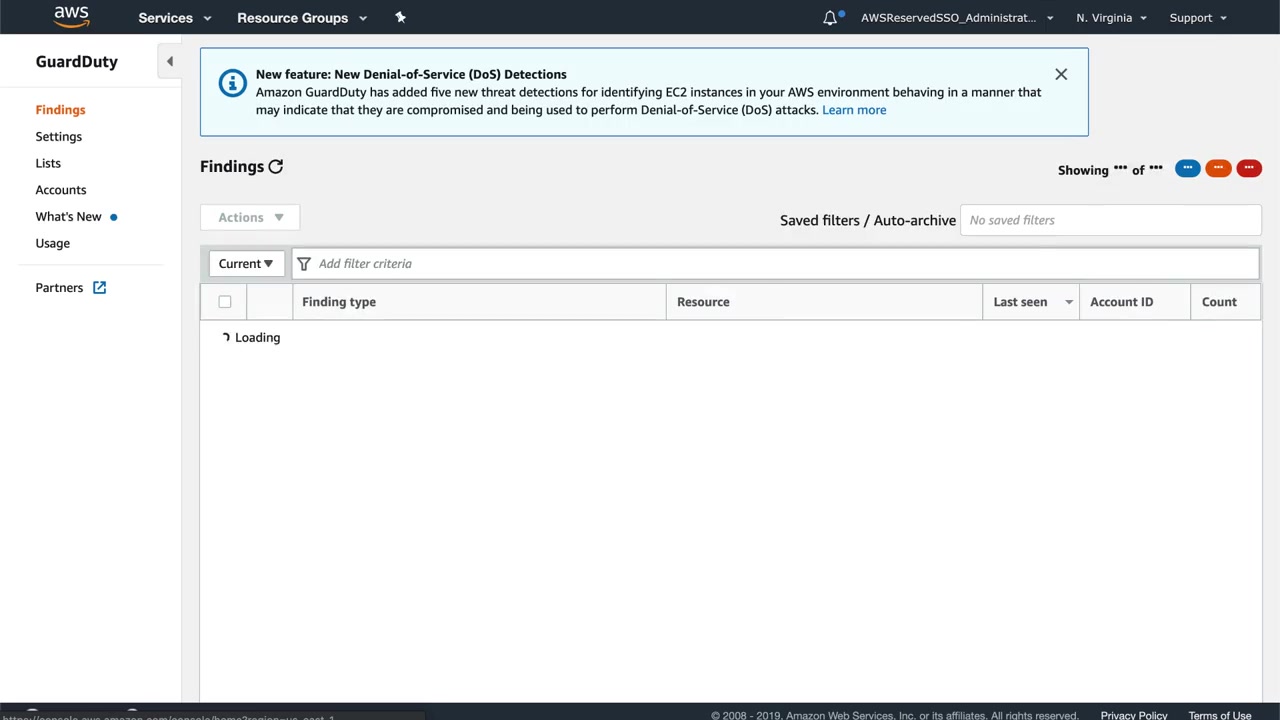 aws
Services
Resource Groups
AWSReservedSSO_Administrat...
N. Virginia
Support
GuardDuty
Findings
Settings
Lists
Accounts
What's New
Usage
Partners
New feature: New Denial-of-Service (DoS) Detections
Amazon GuardDuty has added five new threat detections for identifying EC2 instances in your AWS environment behaving in a manner that
may indicate that they are compromised and being used to perform Denial-of-Service (DoS) attacks. Learn more
Findings
Showing *** of ***
Actions
Saved filters / Auto-archive
No saved filters
Current
Add filter criteria
Finding type
Resource
Last seen
Account ID
Count
Loading
© 2008 - 2019, Amazon Web Services, Inc. or its affiliates. All rights reserved.
Privacy Policy
Terms of Use